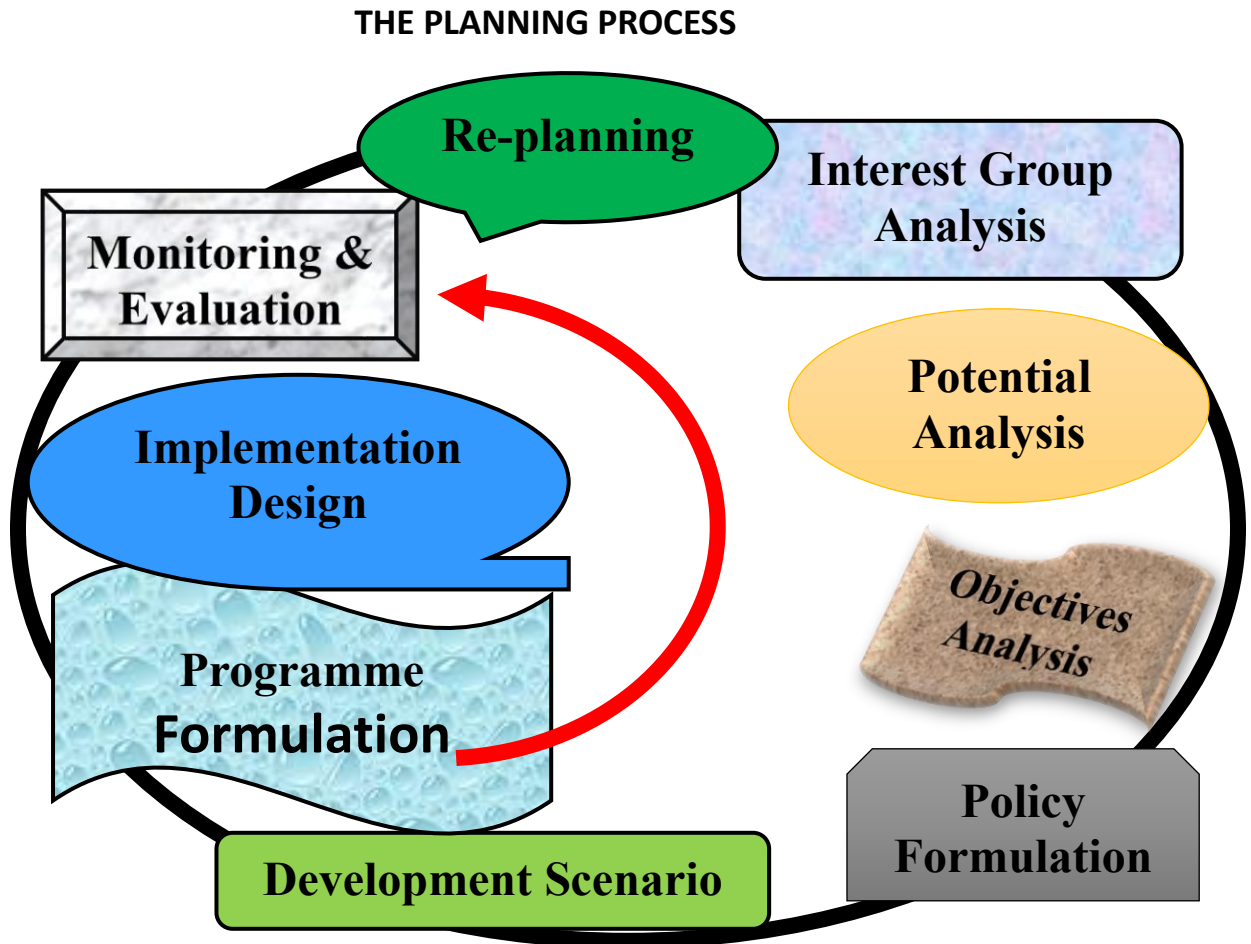 THE PLANNING PROCESS
Re-planning
Interest Group
Analysis
Potential
Analysis
Objectives
Analysis
Policy
Formulation
Development Scenario
Programme
Formulation
Implementation
Design
Monitoring &
Evaluation